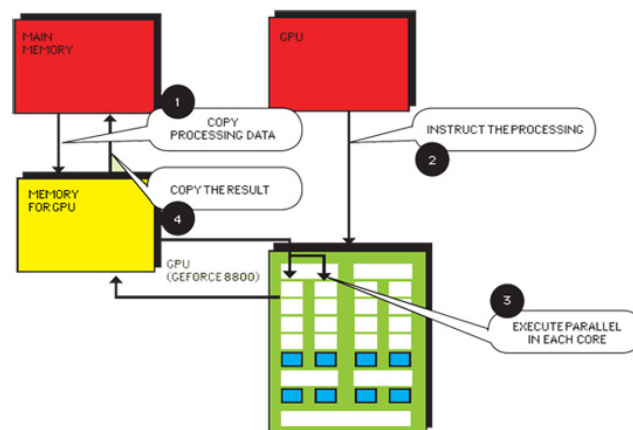 MAIN
MEMORY
GPU
1
COPY
PROCESSING DATA
INSTRUCT THE PROCESSING
2
MEMORY
FOR GPU
COPY THE RESULT
4
GPU
(GEFORCE 8800)
3
EXECUTE PARALLEL
IN EACH CORE